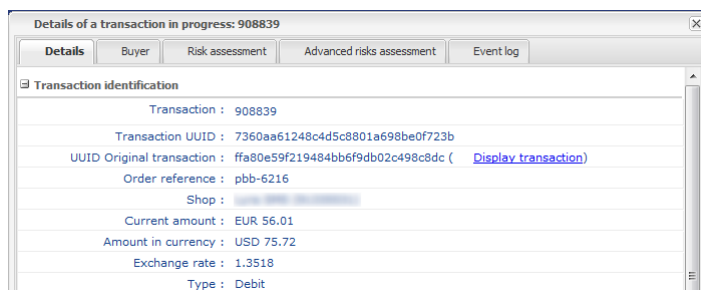 Details of a transaction in progress: 908839
Details Buyer Risk assessment Advanced risks assessment Event log
Transaction identification
Transaction : 908839
Transaction UUID : 7360aa61248c4d5c8801a698be0f723b
UUID Original transaction : ffa80e59f219484bb6f9db02c498c8dc ( Display transaction)
Order reference : pbb-6216
Shop :
Current amount : EUR 56.01
Amount in currency : USD 75.72
Exchange rate : 1.3518
Type : Debit